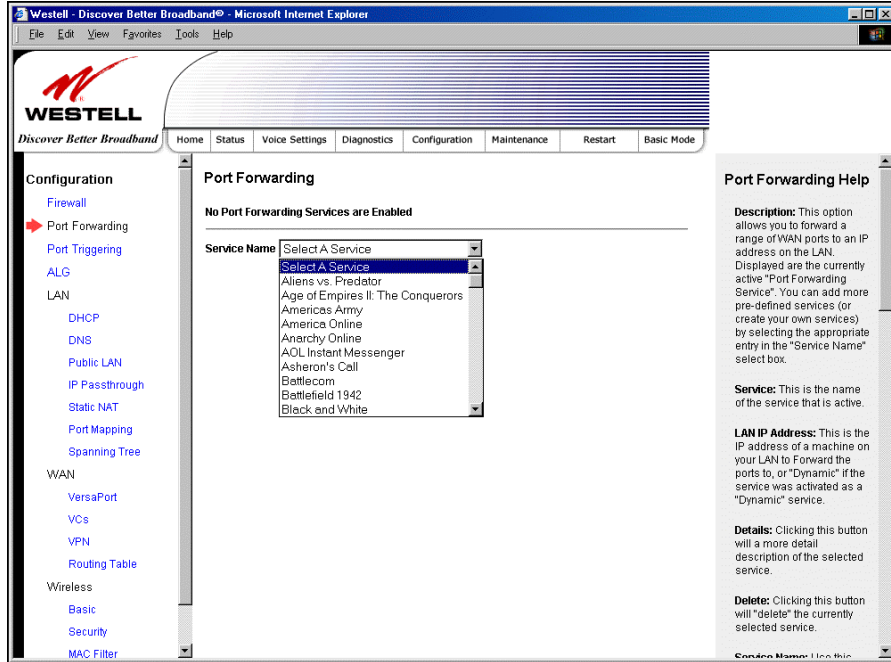 Westell - Discover Better Broadband© - Microsoft Internet Explorer
File Edit View Favorites Tools Help
WESTELL
Discover Better Broadband
Home Status Voice Settings Diagnostics Configuration Maintenance Restart Basic Mode
Configuration
Firewall
Port Forwarding
Port Triggering
ALG
LAN
DHCP
DNS
Public LAN
IP Passthrough
Static NAT
Port Mapping
Spanning Tree
WAN
VersaPort
VCs
VPN
Routing Table
Wireless
Basic
Security
MAC Filter
Port Forwarding
No Port Forwarding Services are Enabled
Service Name Select A Service
Select A Service
Aliens vs. Predator
Age of Empires II: The Conquerors
Americas Army
America Online
Anarchy Online
AOL Instant Messenger
Asheron's Call
Battlecom
Battlefield 1942
Black and White
Port Forwarding Help
Description: This option
allows you to forward a
range of WAN ports to an IP
address on the LAN.
Displayed are the currently
active "Port Forwarding
Service". You can add more
pre-defined services (or
create your own services)
by selecting the appropriate
entry in the "Service Name"
select box.
Service: This is the name
of the service that is active.
LAN IP Address: This is the
IP address of a machine on
your LAN to Forward the
ports to, or "Dynamic" if the
service was activated as a
"Dynamic" service.
Details: Clicking this button
will a more detail
description of the selected
service.
Delete: Clicking this button
will "delete" the currently
selected service.
Service Name: Use this